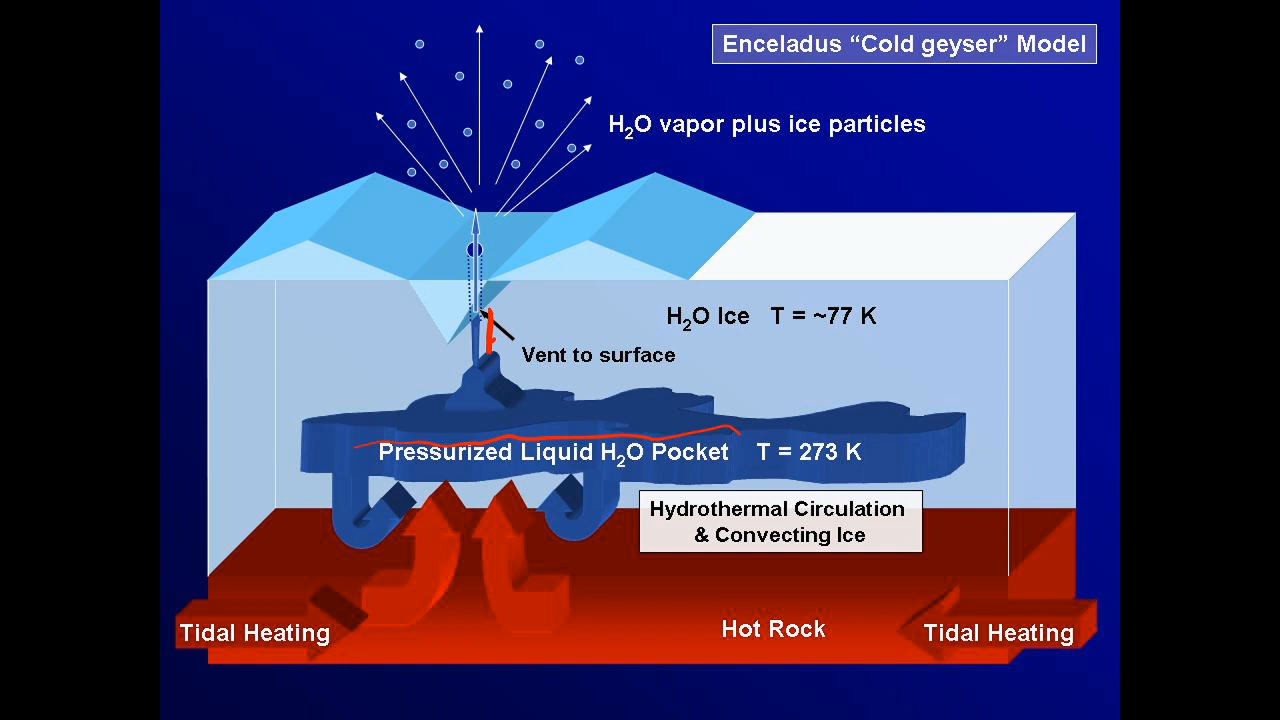 Enceladus “Cold geyser” Model
H₂O vapor plus ice particles
H₂O Ice T = ~77 K
Vent to surface
Pressurized Liquid H₂O Pocket T = 273 K
Hydrothermal Circulation
& Convecting Ice
Tidal Heating
Hot Rock
Tidal Heating